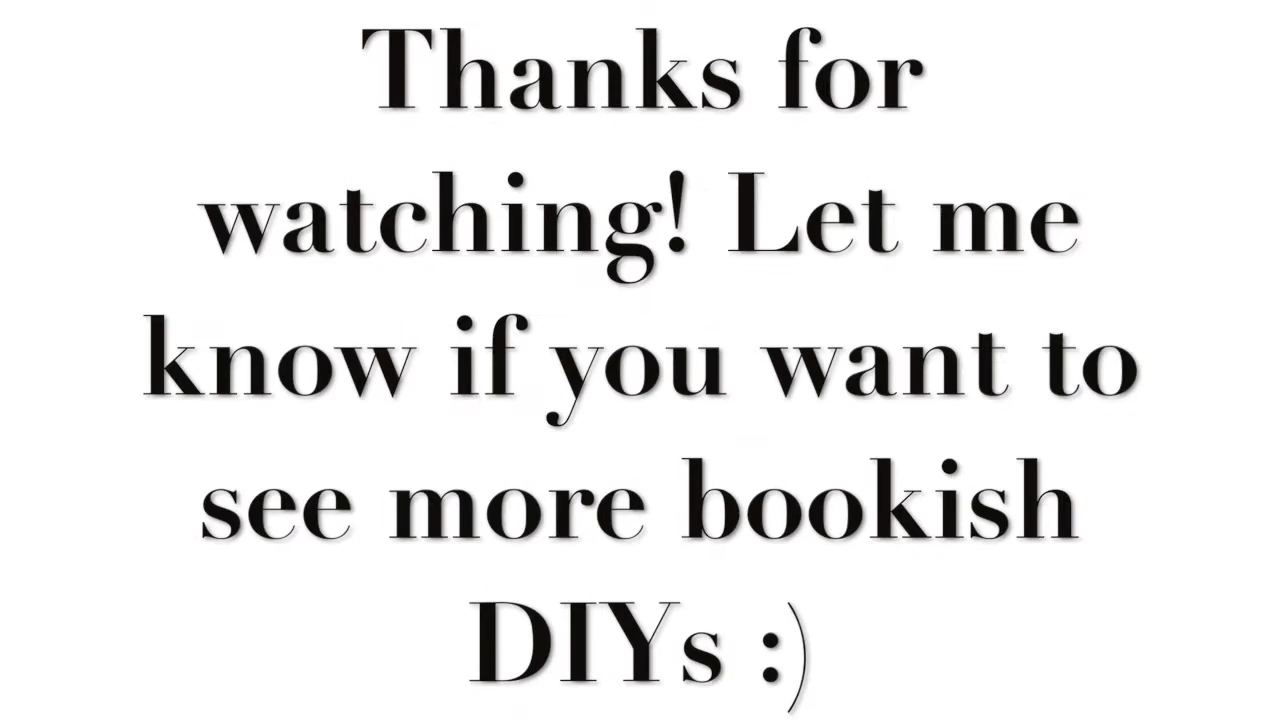 Thanks for
watching! Let me
know if you want to
see more bookish
DIYs :)